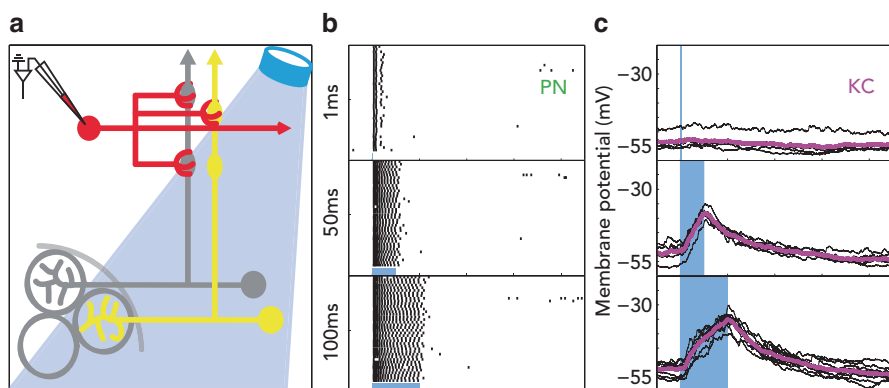 a
b
c
1ms
50ms
100ms
PN
Membrane potential (mV)
−30
−55
−30
−55
−30
−55
KC